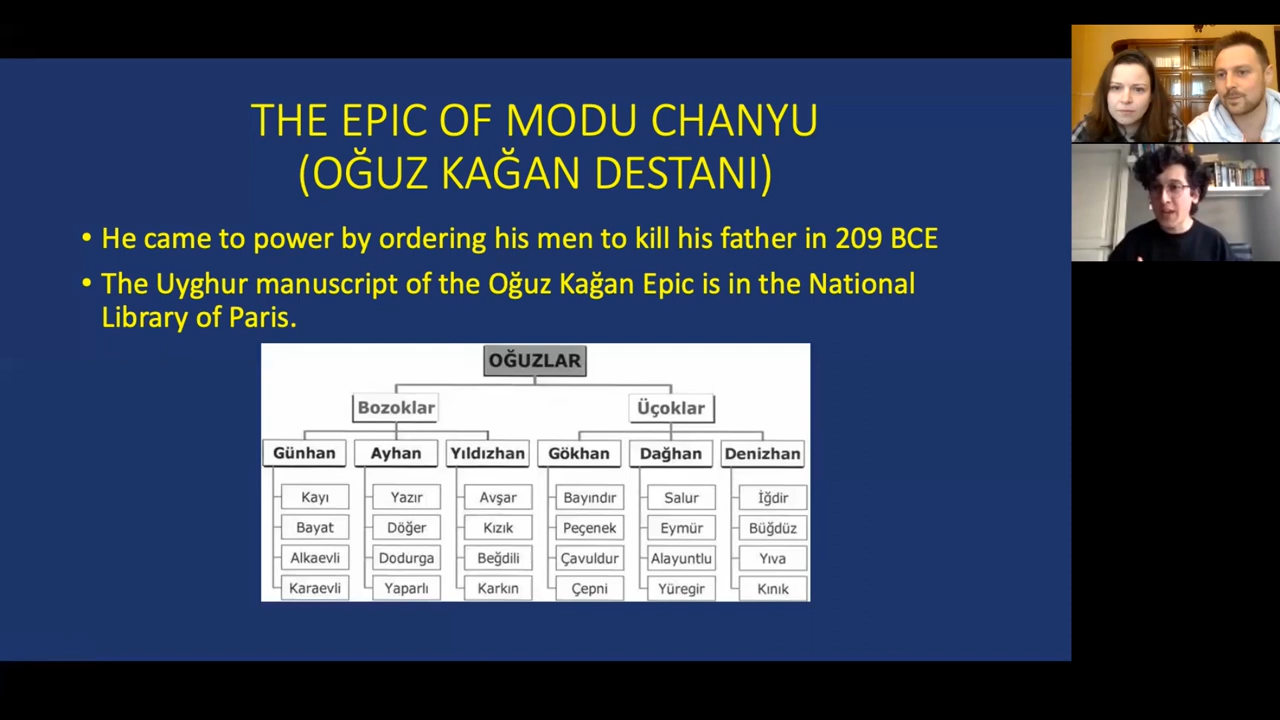 THE EPIC OF MODU CHANYU
(OĞUZ KAĞAN DESTANI)
• He came to power by ordering his men to kill his father in 209 BCE
• The Uyghur manuscript of the Oğuz Kağan Epic is in the National
Library of Paris.
OĞUZLAR
Bozoklar Üçoklar
Günhan Ayhan Yıldızhan Gökhan Dağhan Denizhan
Kayı Yazır Avşar Bayındır Salur İğdir
Bayat Döğer Kızık Peçenek Eymür Büğdüz
Alkaevli Dodurga Beğdili Çavuldur Alayuntlu Yıva
Karaevli Yaparlı Karkın Çepni Yüregir Kınık